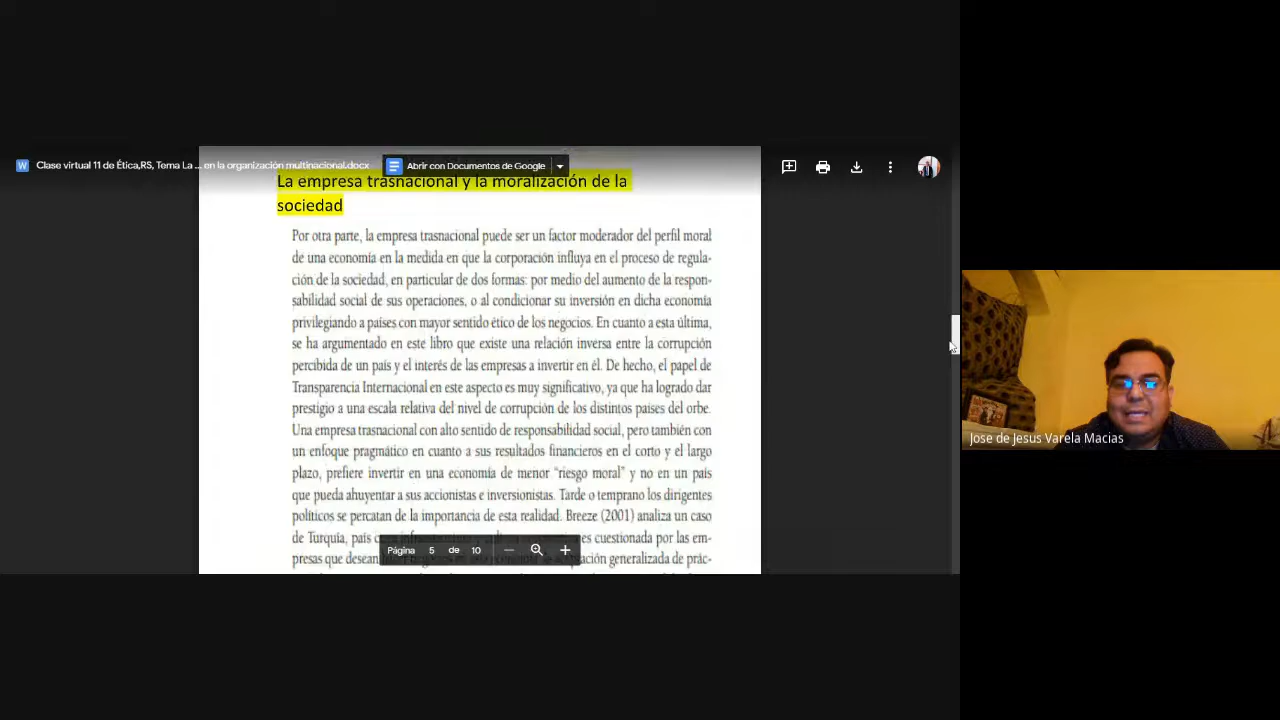 Clase virtual 11 de Ética,RS, Tema La ... en la organización multinacional.docx
Abrir con Documentos de Google
La empresa trasnacional y la moralización de la
sociedad
Por otra parte, la empresa trasnacional puede ser un factor moderador del perfil moral
de una economía en la medida en que la corporación influya en el proceso de regula-
ción de la sociedad, en particular de dos formas: por medio del aumento de la respon-
sabilidad social de sus operaciones, o al condicionar su inversión en dicha economía
privilegiando a países con mayor sentido ético de los negocios. En cuanto a esta última,
se ha argumentado en este libro que existe una relación inversa entre la corrupción
percibida de un país y el interés de las empresas a invertir en él. De hecho, el papel de
Transparencia Internacional en este aspecto es muy significativo, ya que ha logrado dar
prestigio a una escala relativa del nivel de corrupción de los distintos países del orbe.
Una empresa trasnacional con alto sentido de responsabilidad social, pero también con
un enfoque pragmático en cuanto a sus resultados financieros en el corto y el largo
plazo, prefiere invertir en una economía de menor “riesgo moral” y no en un país
que pueda ahuyentar a sus accionistas e inversionistas. Tarde o temprano los dirigentes
políticos se percatan de la importancia de esta realidad. Breeze (2001) analiza un caso
de Turquía, país es cuestionada por las em-
presas que desean generalizada de prác-
Página 5 de 10
Jose de Jesus Varela Macias